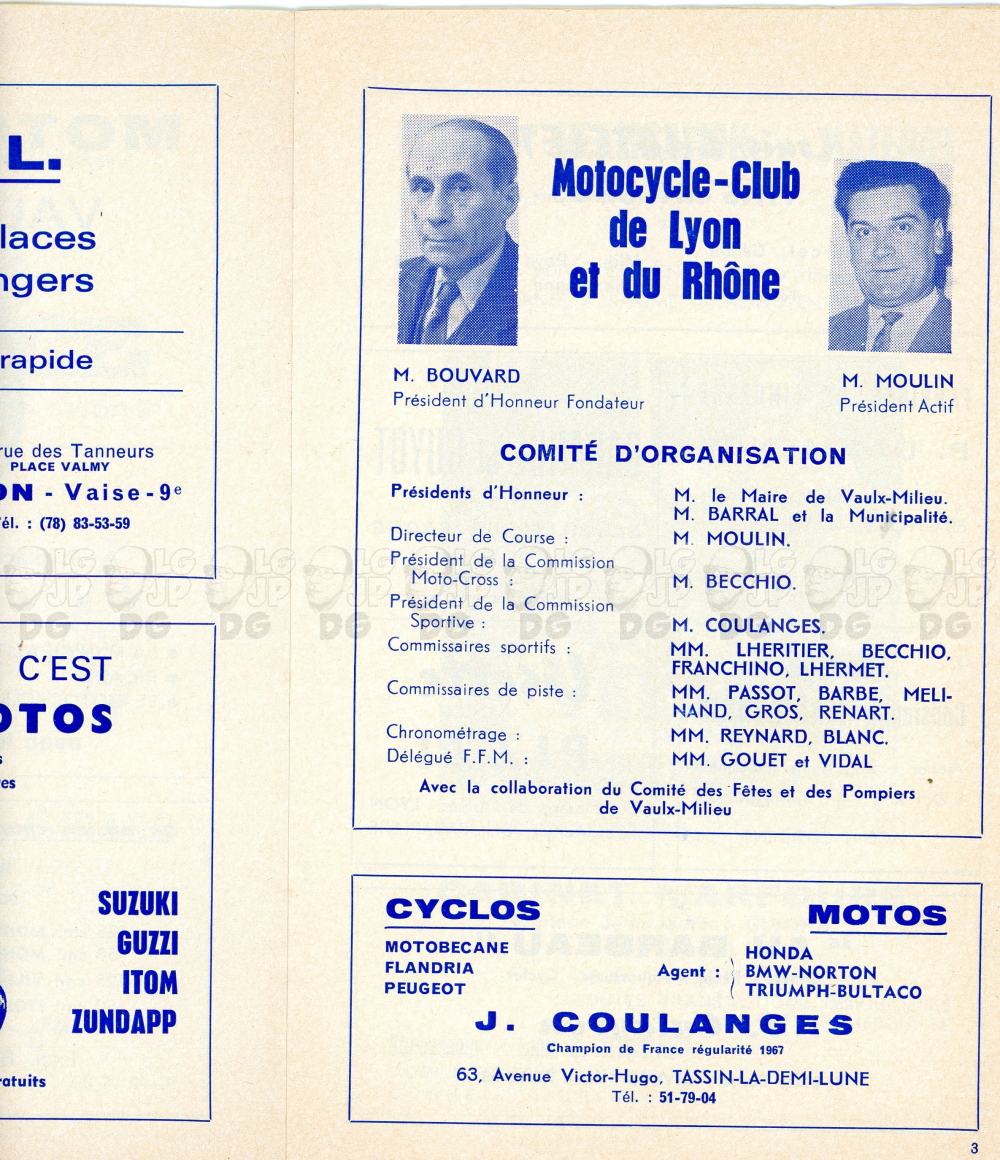 L.
laces
ngers
rapide
rue des Tanneurs
PLACE VALMY
ON - Vaise-9e
él. : (78) 83-53-59
C'EST
OTOS
s
es
SUZUKI
GUZZI
ITOM
ZUNDAPP
atuits
Motocycle-Club
de Lyon
et du Rhône
M. BOUVARD
Président d'Honneur Fondateur
M. MOULIN
Président Actif
COMITÉ D'ORGANISATION
Présidents d'Honneur : M. le Maire de Vaulx-Milieu.
M. BARRAL et la Municipalité.
Directeur de Course : M. MOULIN.
Président de la Commission
Moto-Cross : M. BECCHIO.
Président de la Commission
Sportive : M. COULANGES.
Commissaires sportifs : MM. LHERITIER, BECCHIO,
FRANCHINO, LHERMET.
Commissaires de piste : MM. PASSOT, BARBE, MELI-
NAND, GROS, RENART.
Chronométrage : MM. REYNARD, BLANC.
Délégué F.F.M. : MM. GOUET et VIDAL
Avec la collaboration du Comité des Fêtes et des Pompiers
de Vaulx-Milieu
CYCLOS
MOTOBECANE
FLANDRIA
PEUGEOT
MOTOS
HONDA
Agent : BMW-NORTON
TRIUMPH-BULTACO
J. COULANGES
Champion de France régularité 1967
63, Avenue Victor-Hugo, TASSIN-LA-DEMI-LUNE
Tél. : 51-79-04
3